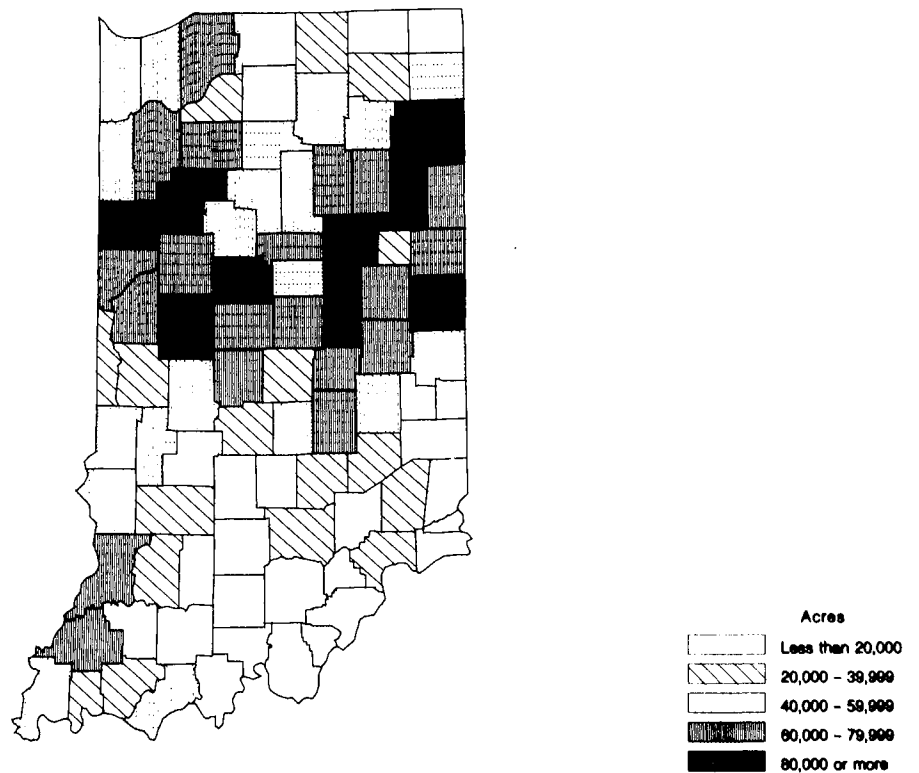 Acres
Less than 20,000
20,000 - 39,999
40,000 - 59,999
60,000 - 79,999
80,000 or more